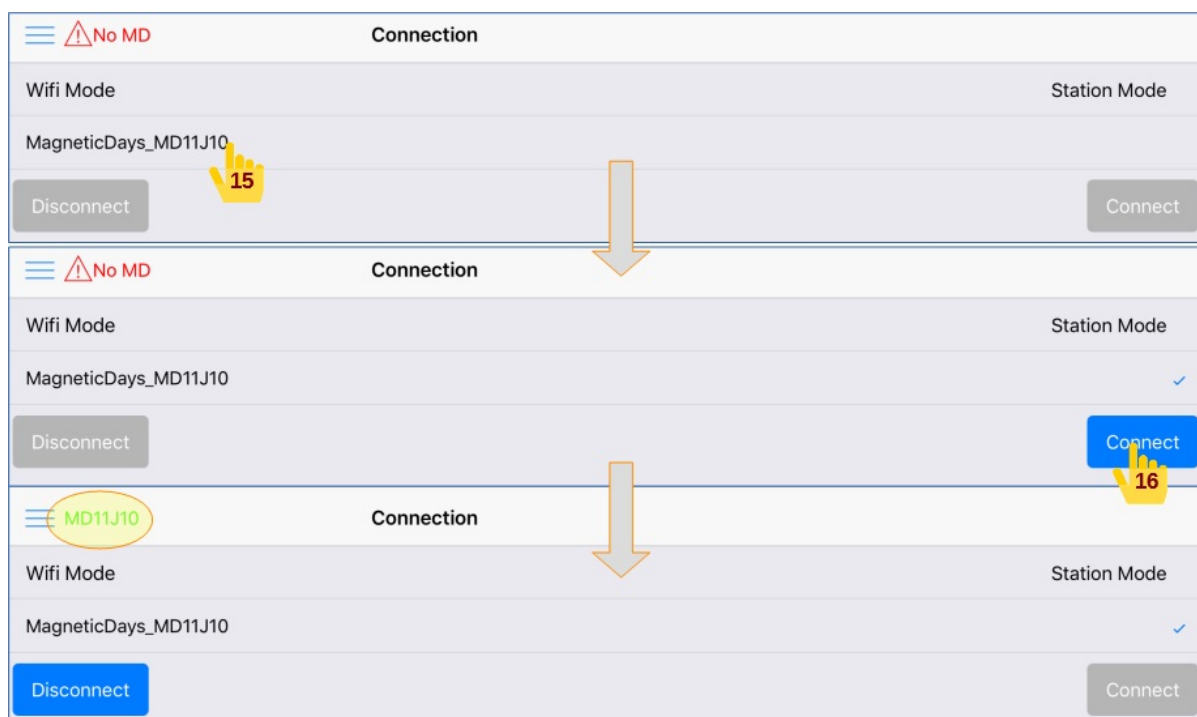 No MD Connection
Wifi Mode Station Mode
MagneticDays_MD11J10
15
Disconnect Connect
No MD Connection
Wifi Mode Station Mode
MagneticDays_MD11J10
Disconnect Connect
16
MD11J10 Connection
Wifi Mode Station Mode
MagneticDays_MD11J10
Disconnect Connect